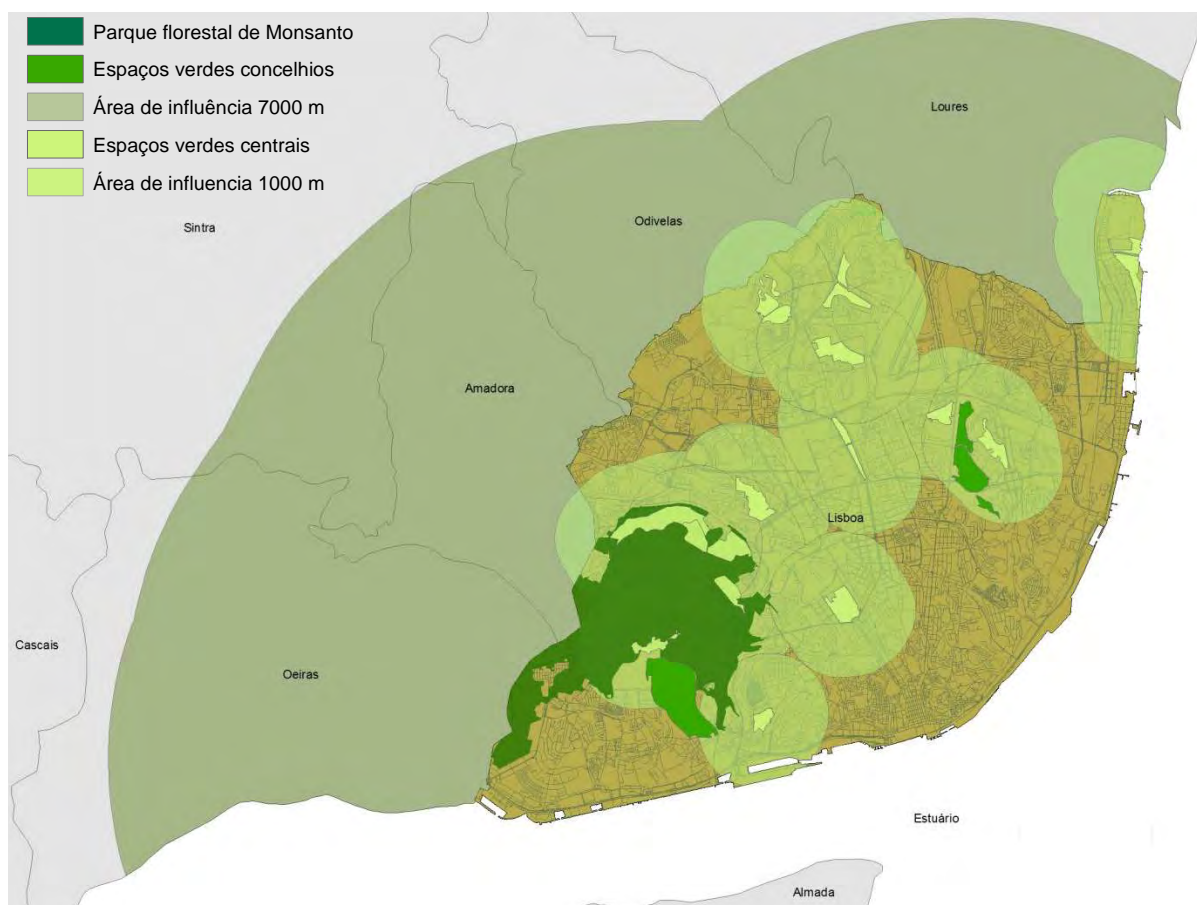 Parque florestal de Monsanto
Espaços verdes concelhios
Área de influência 7000 m
Espaços verdes centrais
Área de influencia 1000 m
Loures
Sintra
Odivelas
Amadora
Lisboa
Cascais
Oeiras
Estuário
Almada